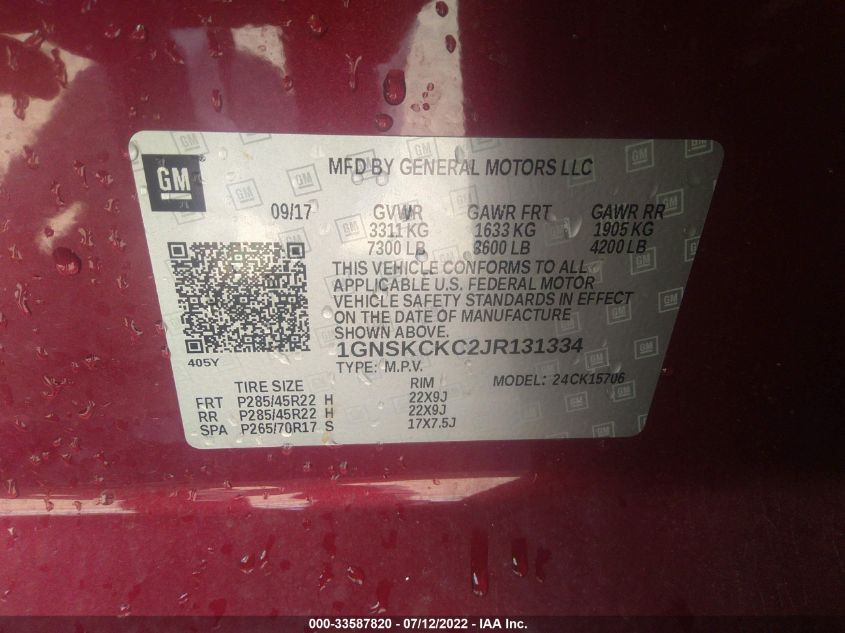 GM
MFD BY GENERAL MOTORS LLC
09/17 GVWR GAWR FRT GAWR RR
3311 KG 1633 KG 1905 KG
7300 LB 3600 LB 4200 LB
THIS VEHICLE CONFORMS TO ALL
APPLICABLE U.S. FEDERAL MOTOR
VEHICLE SAFETY STANDARDS IN EFFECT
ON THE DATE OF MANUFACTURE
SHOWN ABOVE.
1GNSKCKC2JR131334
405Y TYPE: M.P.V. MODEL: 24CK15706
TIRE SIZE RIM
FRT P285/45R22 H 22X9J
RR P285/45R22 H 22X9J
SPA P265/70R17 S 17X7.5J
000-33587820 - 07/12/2022 - IAA Inc.